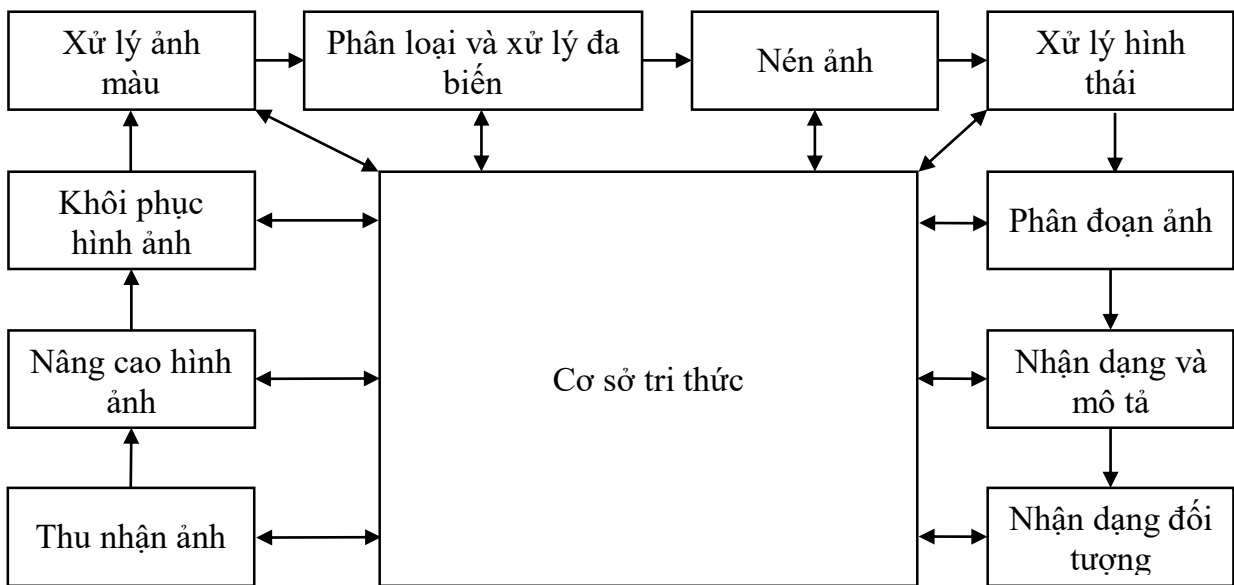 Xử lý ảnh
màu
Phân loại và xử lý đa
biến
Nén ảnh
Xử lý hình
thái
Khôi phục
hình ảnh
Phân đoạn ảnh
Nâng cao hình
ảnh
Cơ sở tri thức
Nhận dạng và
mô tả
Thu nhận ảnh
Nhận dạng đối
tượng